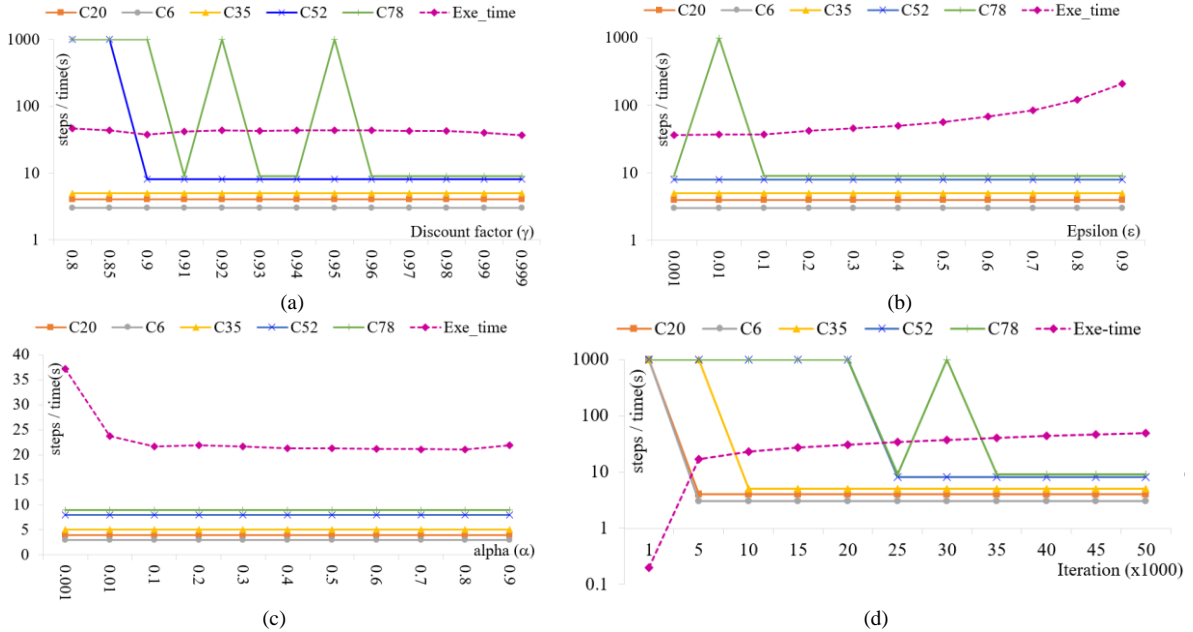 C20 C6 C35 C52 C78 Exe_time
1000
100
10
1
steps / time(s)
Discount factor (γ)
0.8 0.85 0.9 0.91 0.92 0.93 0.94 0.95 0.96 0.97 0.98 0.99 0.999
(a)
C20 C6 C35 C52 C78 Exe_time
1000
100
10
1
steps / time(s)
Epsilon (ε)
0.001 0.01 0.1 0.2 0.3 0.4 0.5 0.6 0.7 0.8 0.9
(b)
C20 C6 C35 C52 C78 Exe_time
40
35
30
25
20
15
10
5
0
steps / time(s)
alpha (α)
0.001 0.01 0.1 0.2 0.3 0.4 0.5 0.6 0.7 0.8 0.9
(c)
C20 C6 C35 C52 C78 Exe-time
1000
100
10
1
0.1
steps / time(s)
1 5 10 15 20 25 30 35 40 45 50
Iteration (x1000)
(d)